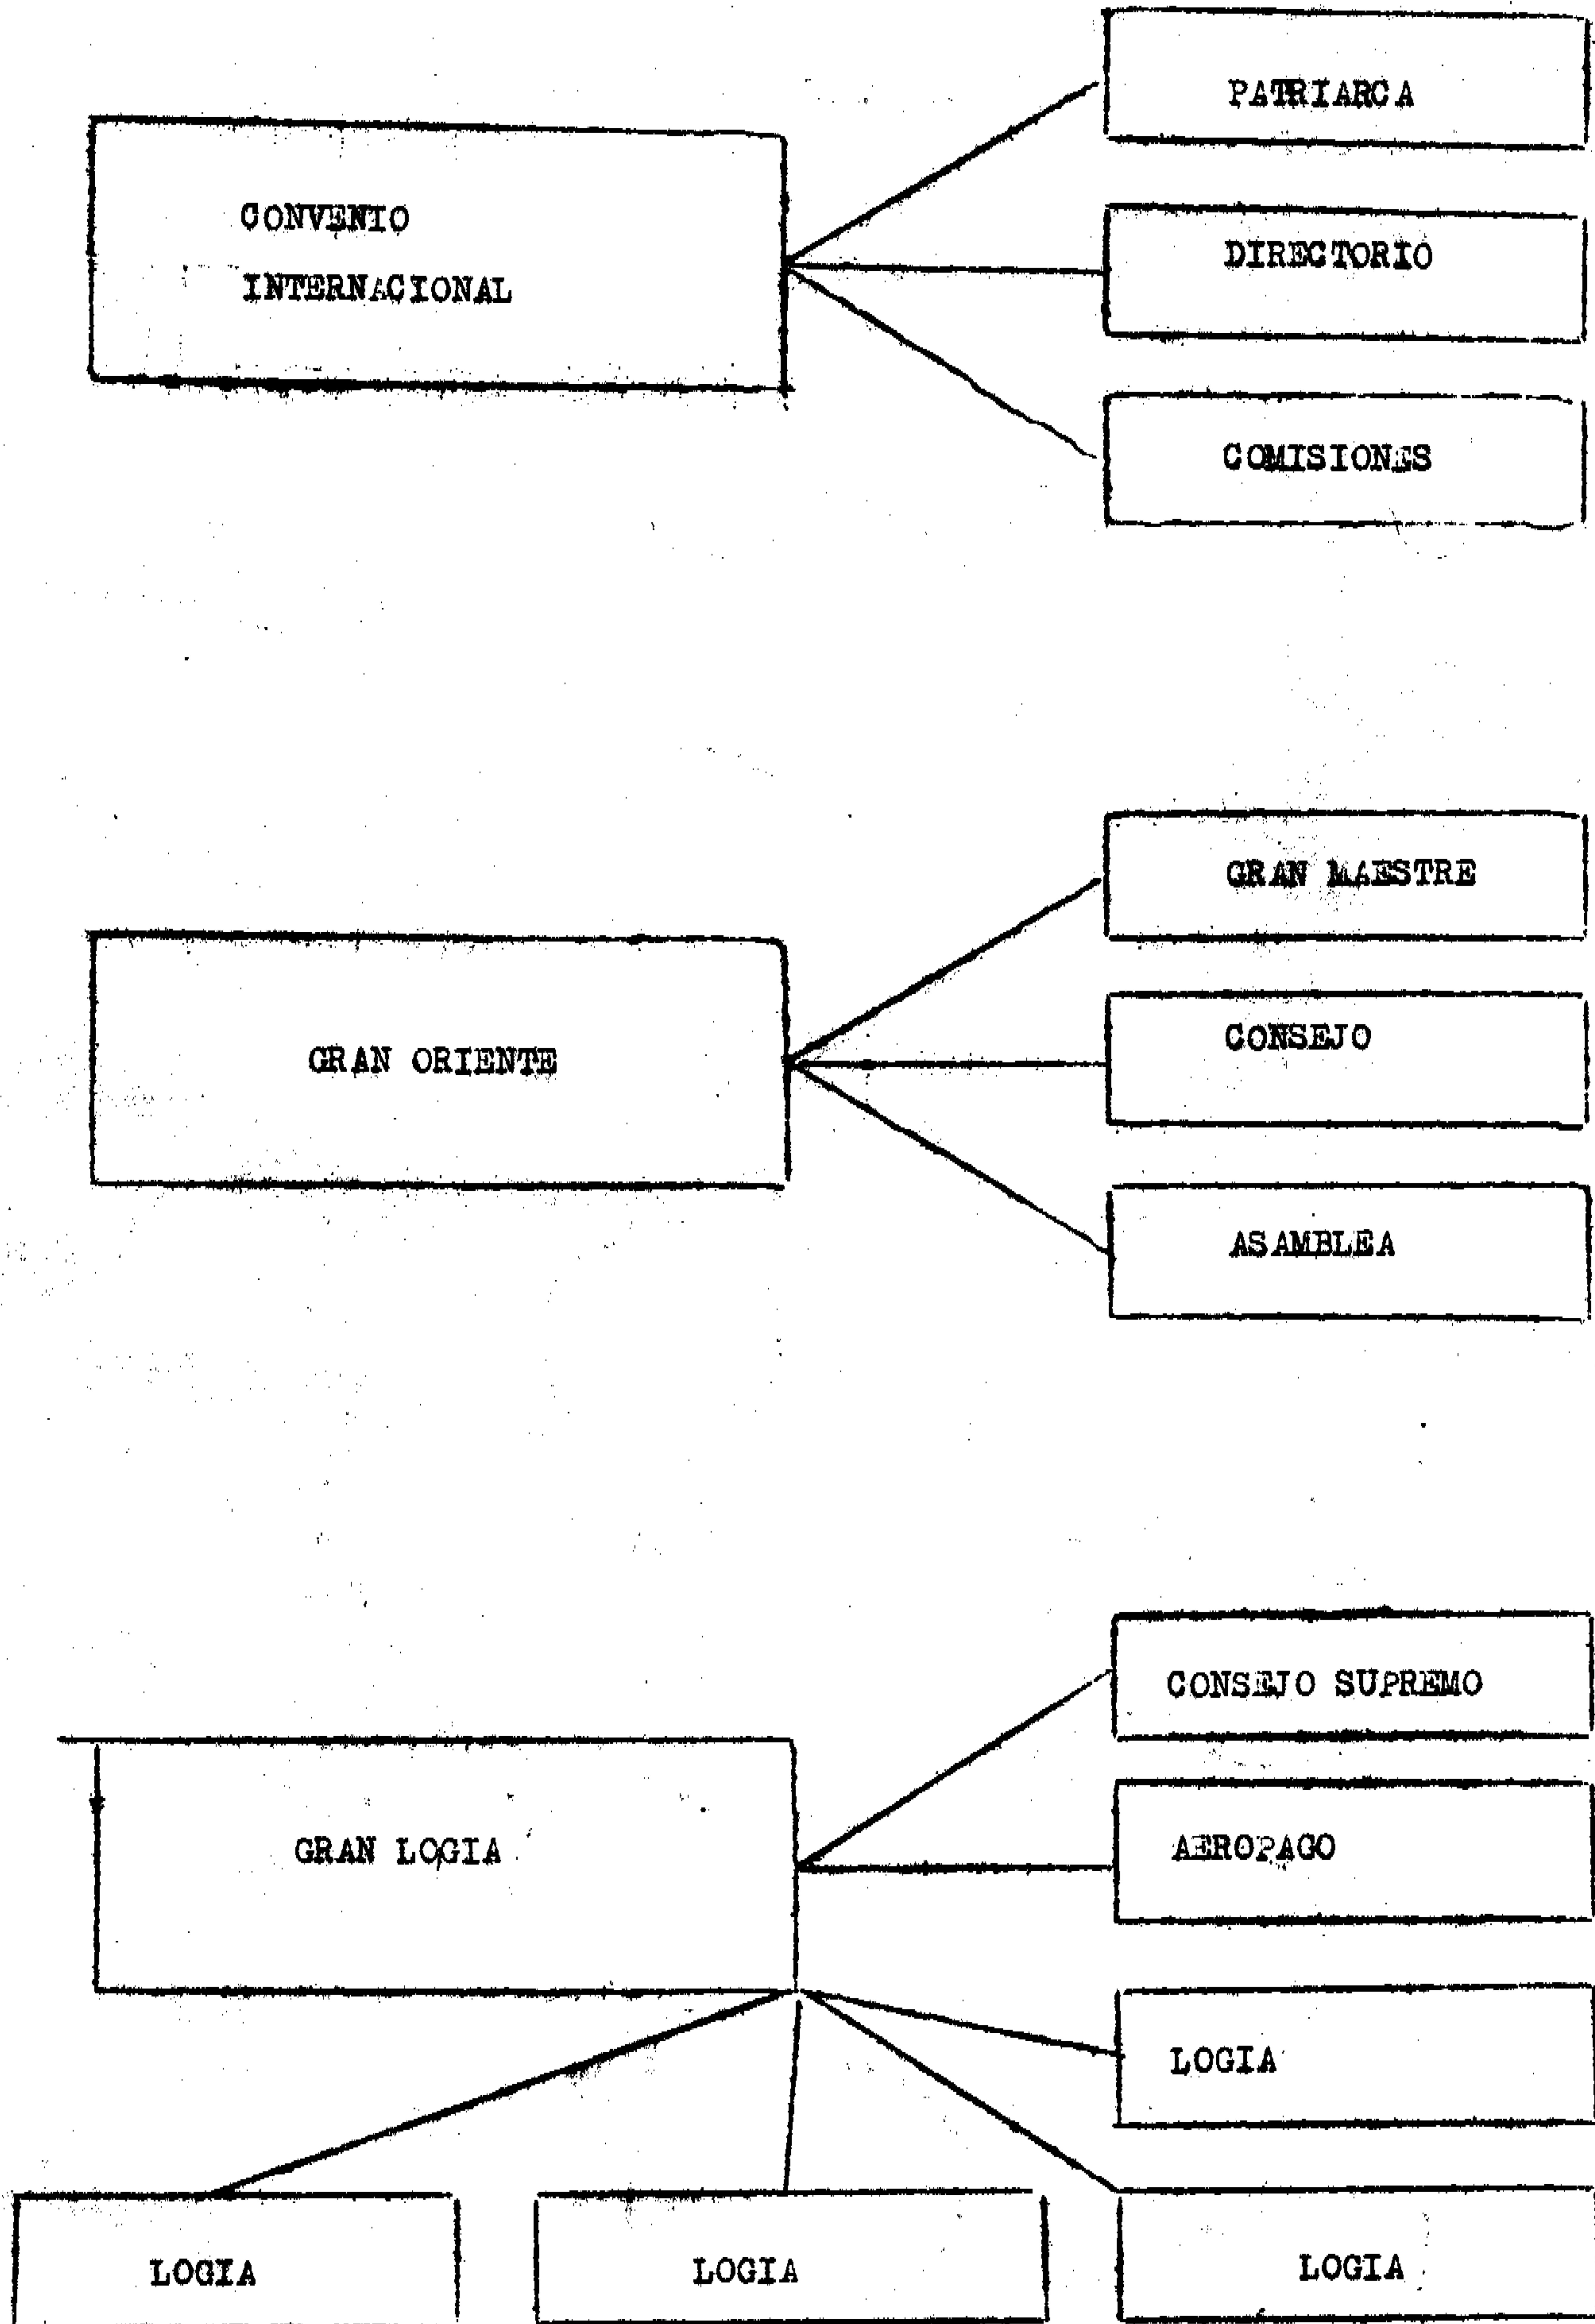 PATRIARCA
CONVENIO
INTERNACIONAL
DIRECTORIO
COMISIONES
GRAN MAESTRE
GRAN ORIENTE
CONSEJO
ASAMBLEA
CONSEJO SUPREMO
GRAN LOGIA
AEROPAGO
LOGIA
LOGIA
LOGIA
LOGIA